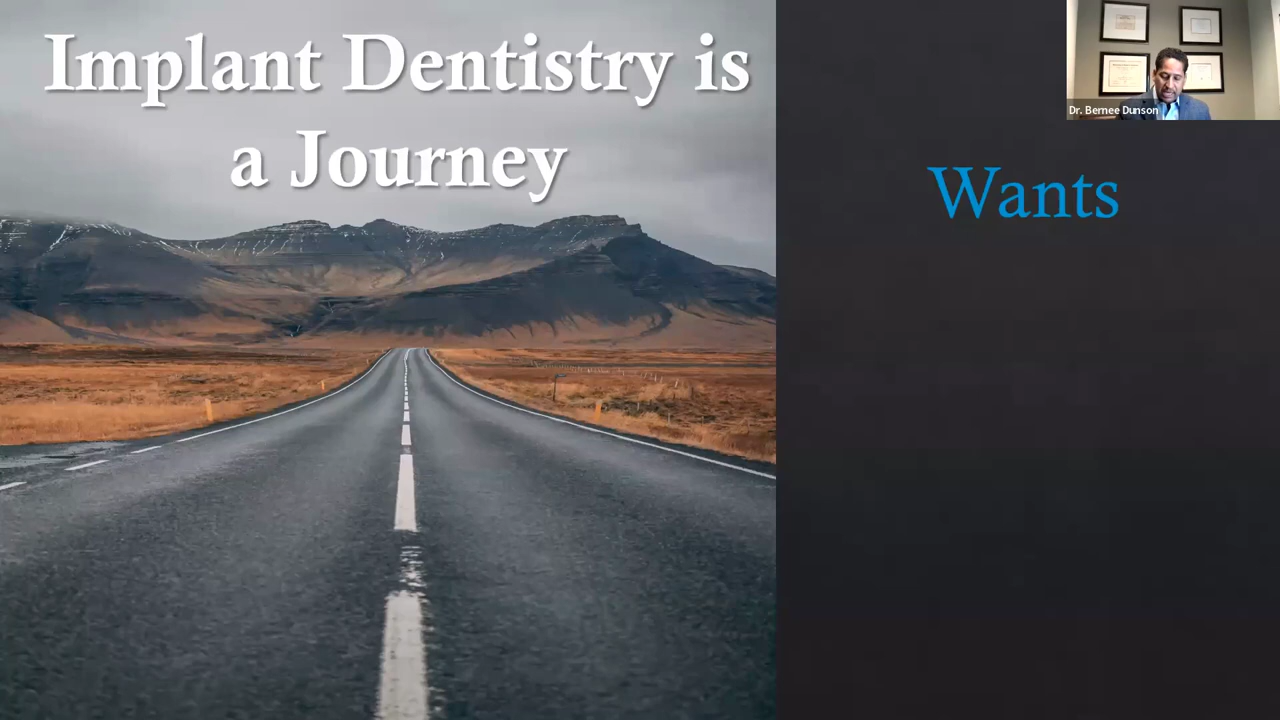 Implant Dentistry is
a Journey
Dr. Bernee Dunson
Wants